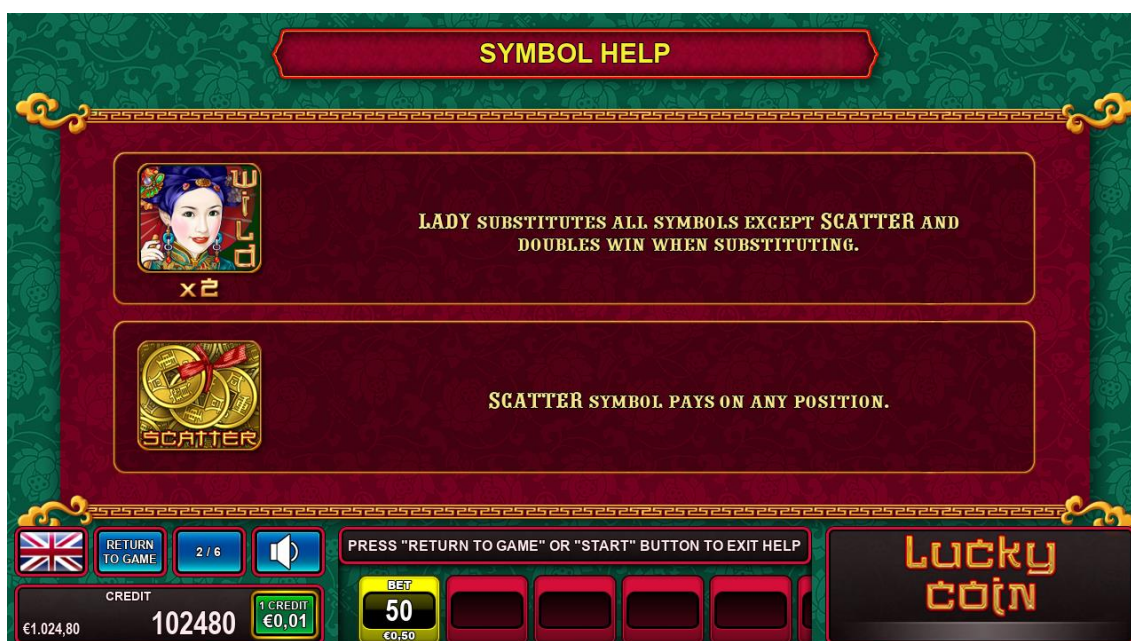 SYMBOL HELP
WILD
x2
LADY SUBSTITUTES ALL SYMBOLS EXCEPT SCATTER AND
DOUBLES WIN WHEN SUBSTITUTING.
SCATTER
SCATTER SYMBOL PAYS ON ANY POSITION.
RETURN
TO GAME
2 / 6
PRESS "RETURN TO GAME" OR "START" BUTTON TO EXIT HELP
CREDIT
€1.024,80
102480
1 CREDIT
€0,01
BET
50
€0,50
Lucky
Coin